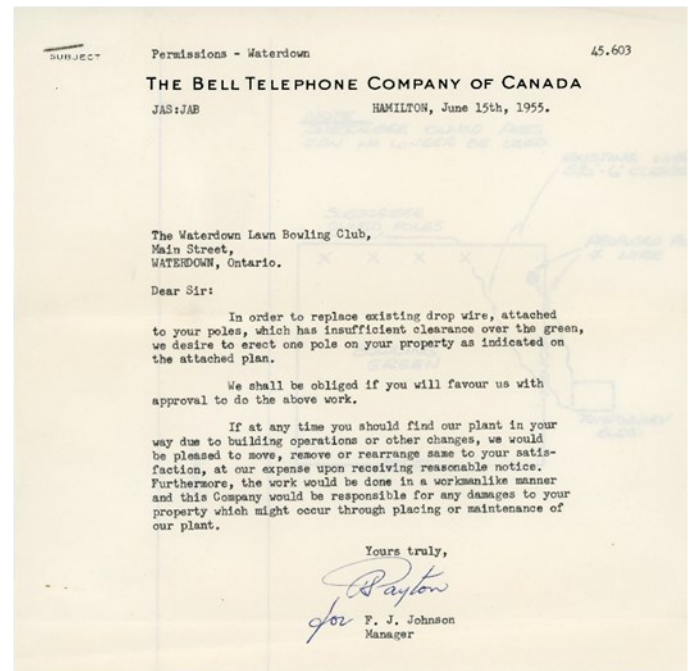 SUBJECT
Permissions - Waterdown
45.603
THE BELL TELEPHONE COMPANY OF CANADA
JAS:JAB
HAMILTON, June 15th, 1955.
The Waterdown Lawn Bowling Club,
Main Street,
WATERDOWN, Ontario.
Dear Sir:
In order to replace existing drop wire, attached
to your poles, which has insufficient clearance over the green,
we desire to erect one pole on your property as indicated on
the attached plan.
We shall be obliged if you will favour us with
approval to do the above work.
If at any time you should find our plant in your
way due to building operations or other changes, we would
be pleased to move, remove or rearrange same to your satis-
faction, at our expense upon receiving reasonable notice.
Furthermore, the work would be done in a workmanlike manner
and this Company would be responsible for any damages to your
property which might occur through placing or maintenance of
our plant.
Yours truly,
for F. J. Johnson
Manager